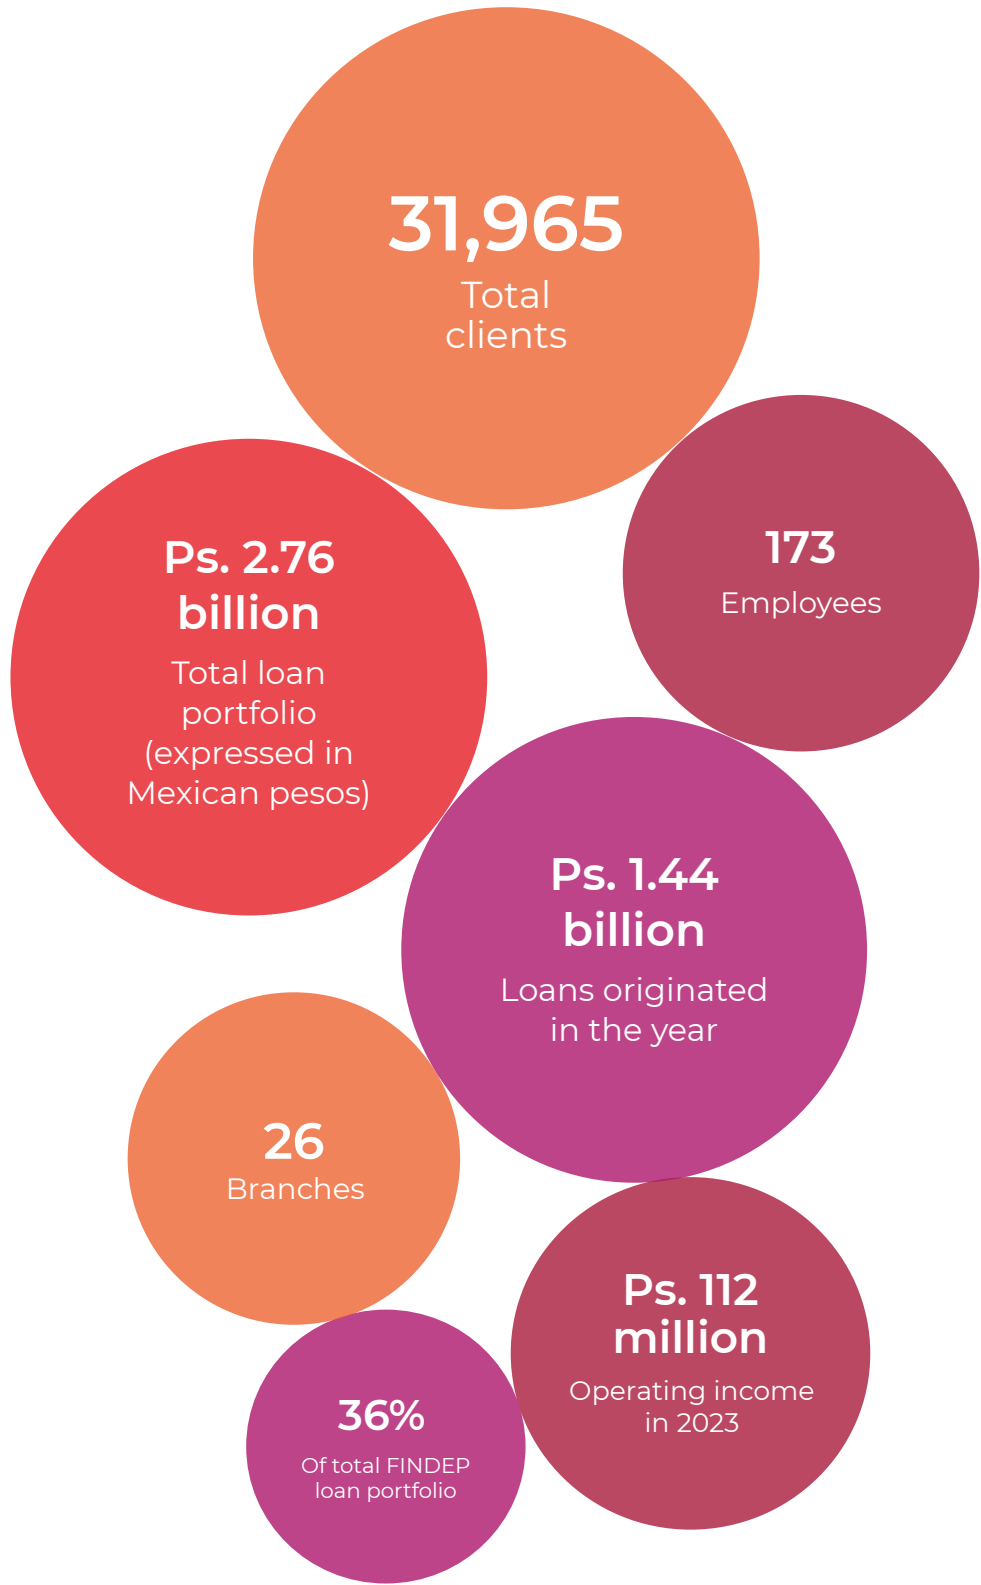 31,965
Total
clients
173
Employees
Ps. 2.76
billion
Total loan
portfolio
(expressed in
Mexican pesos)
Ps. 1.44
billion
Loans originated
in the year
26
Branches
Ps. 112
million
Operating income
in 2023
36%
Of total FINDEP
loan portfolio